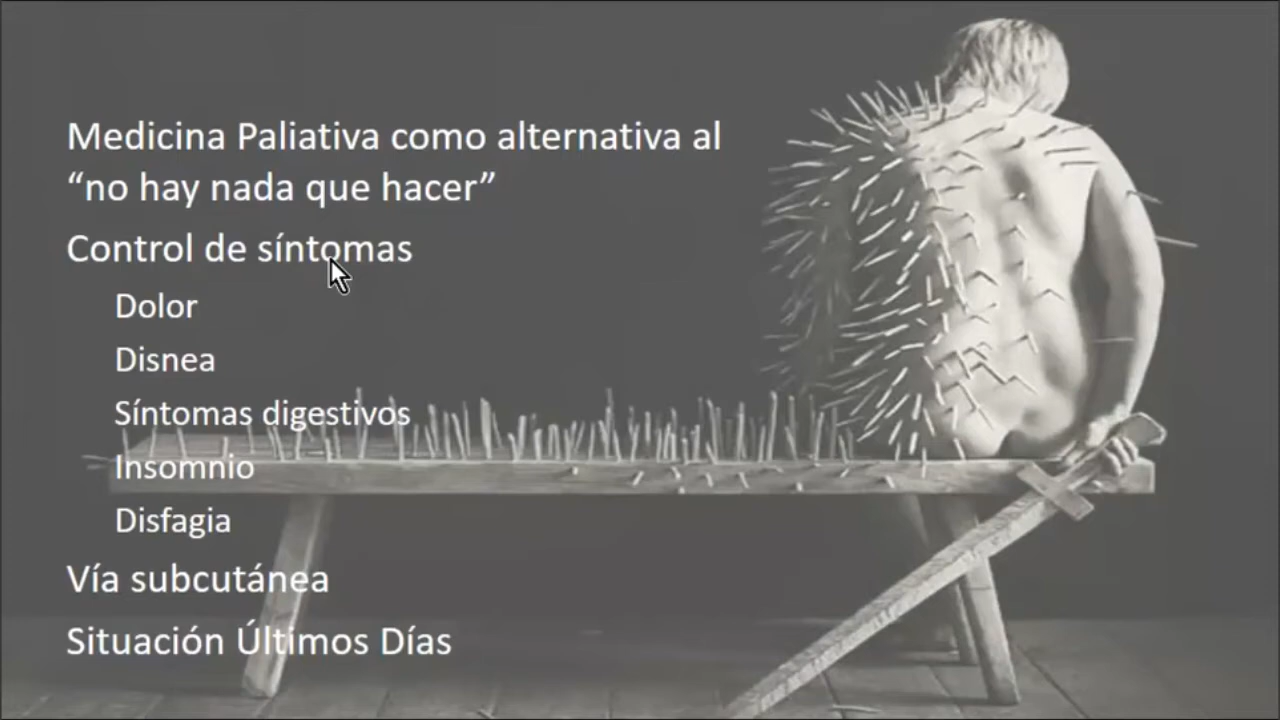 Medicina Paliativa como alternativa al
“no hay nada que hacer”
Control de síntomas
Dolor
Disnea
Síntomas digestivos
Insomnio
Disfagia
Vía subcutánea
Situación Últimos Días